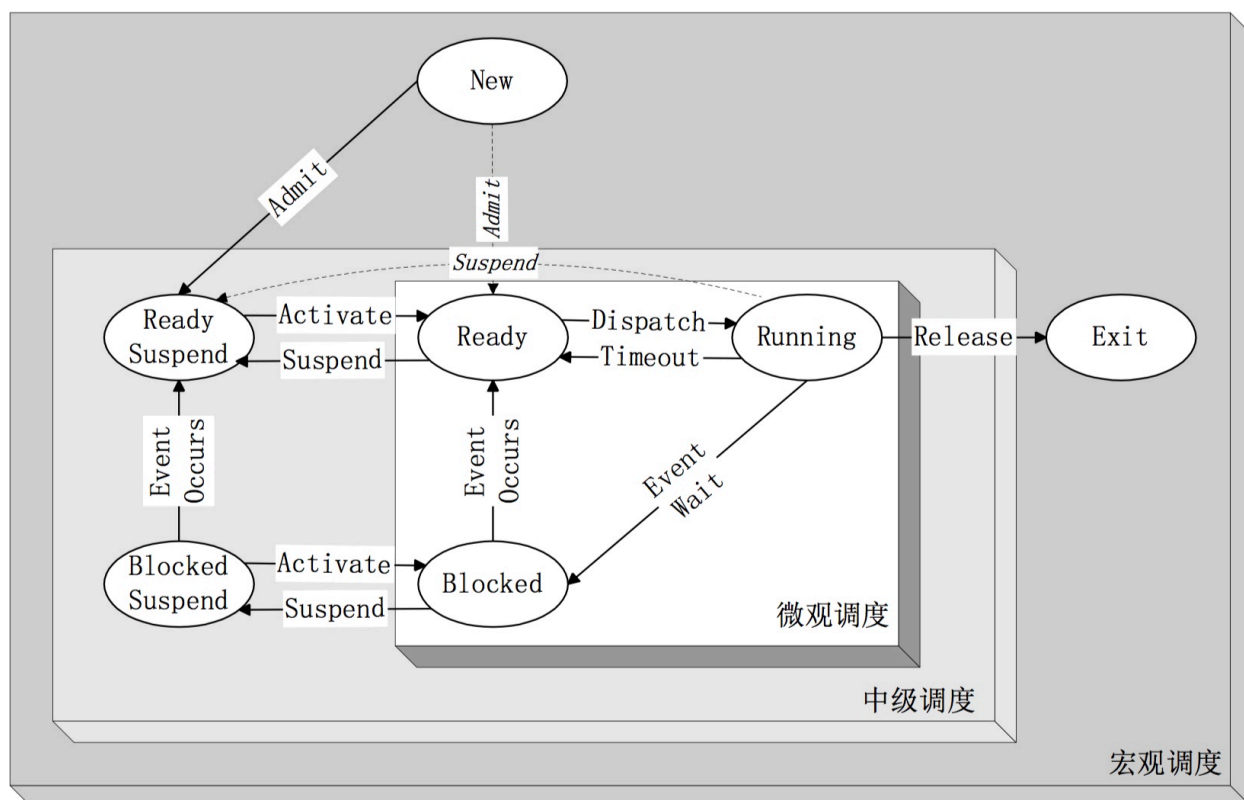 New
Admit
Admit
Suspend
Ready
Suspend
Activate
Suspend
Ready
Dispatch
Timeout
Running
Release
Exit
Event
Occurs
Event
Occurs
Event
Wait
Blocked
Suspend
Activate
Suspend
Blocked
微观调度
中级调度
宏观调度